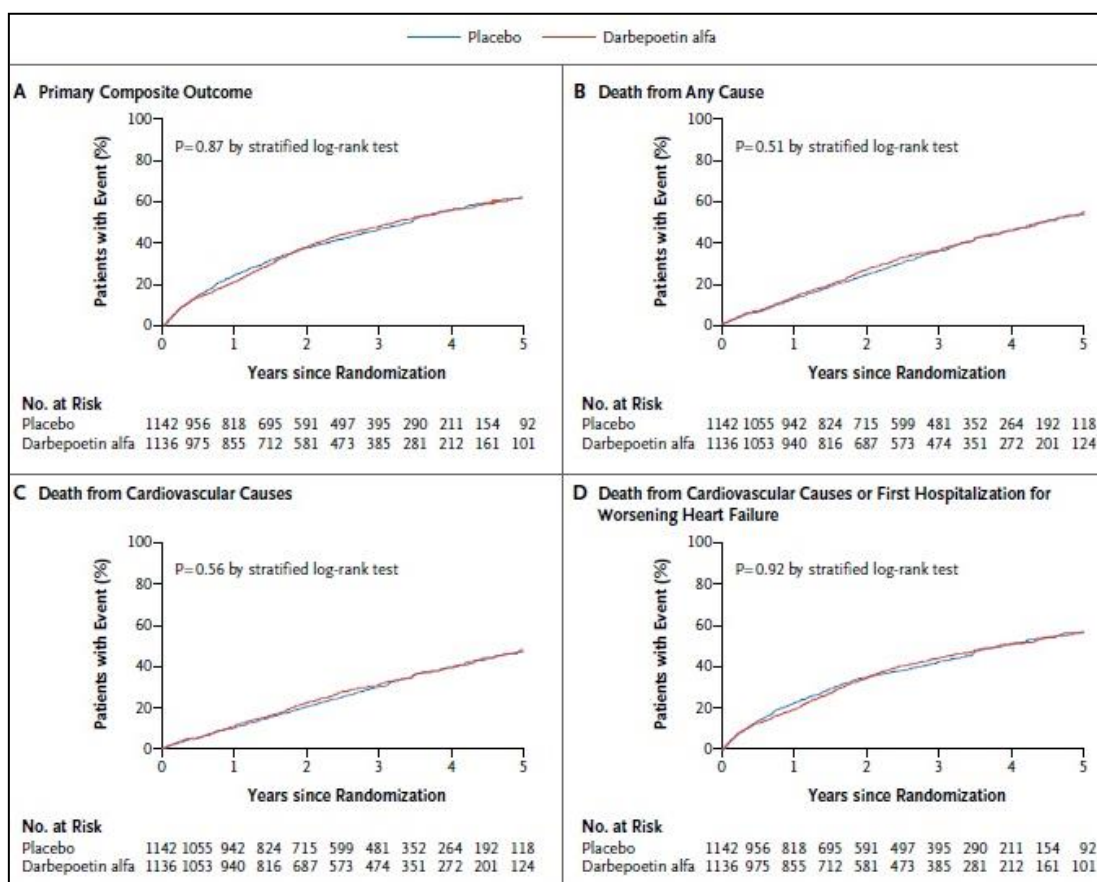 Placebo Darbepoetin alfa
A Primary Composite Outcome
100
80
60
40
20
0
Patients with Event (%)
P=0.87 by stratified log-rank test
0 1 2 3 4 5
Years since Randomization
No. at Risk
Placebo 1142 956 818 695 591 497 395 290 211 154 92
Darbepoetin alfa 1136 975 855 712 581 473 385 281 212 161 101
B Death from Any Cause
100
80
60
40
20
0
Patients with Event (%)
P=0.51 by stratified log-rank test
0 1 2 3 4 5
Years since Randomization
No. at Risk
Placebo 1142 1055 942 824 715 599 481 352 264 192 118
Darbepoetin alfa 1136 1053 940 816 687 573 474 351 272 201 124
C Death from Cardiovascular Causes
100
80
60
40
20
0
Patients with Event (%)
P=0.56 by stratified log-rank test
0 1 2 3 4 5
Years since Randomization
No. at Risk
Placebo 1142 1055 942 824 715 599 481 352 264 192 118
Darbepoetin alfa 1136 1053 940 816 687 573 474 351 272 201 124
D Death from Cardiovascular Causes or First Hospitalization for
Worsening Heart Failure
100
80
60
40
20
0
Patients with Event (%)
P=0.92 by stratified log-rank test
0 1 2 3 4 5
Years since Randomization
No. at Risk
Placebo 1142 956 818 695 591 497 395 290 211 154 92
Darbepoetin alfa 1136 975 855 712 581 473 385 281 212 161 101